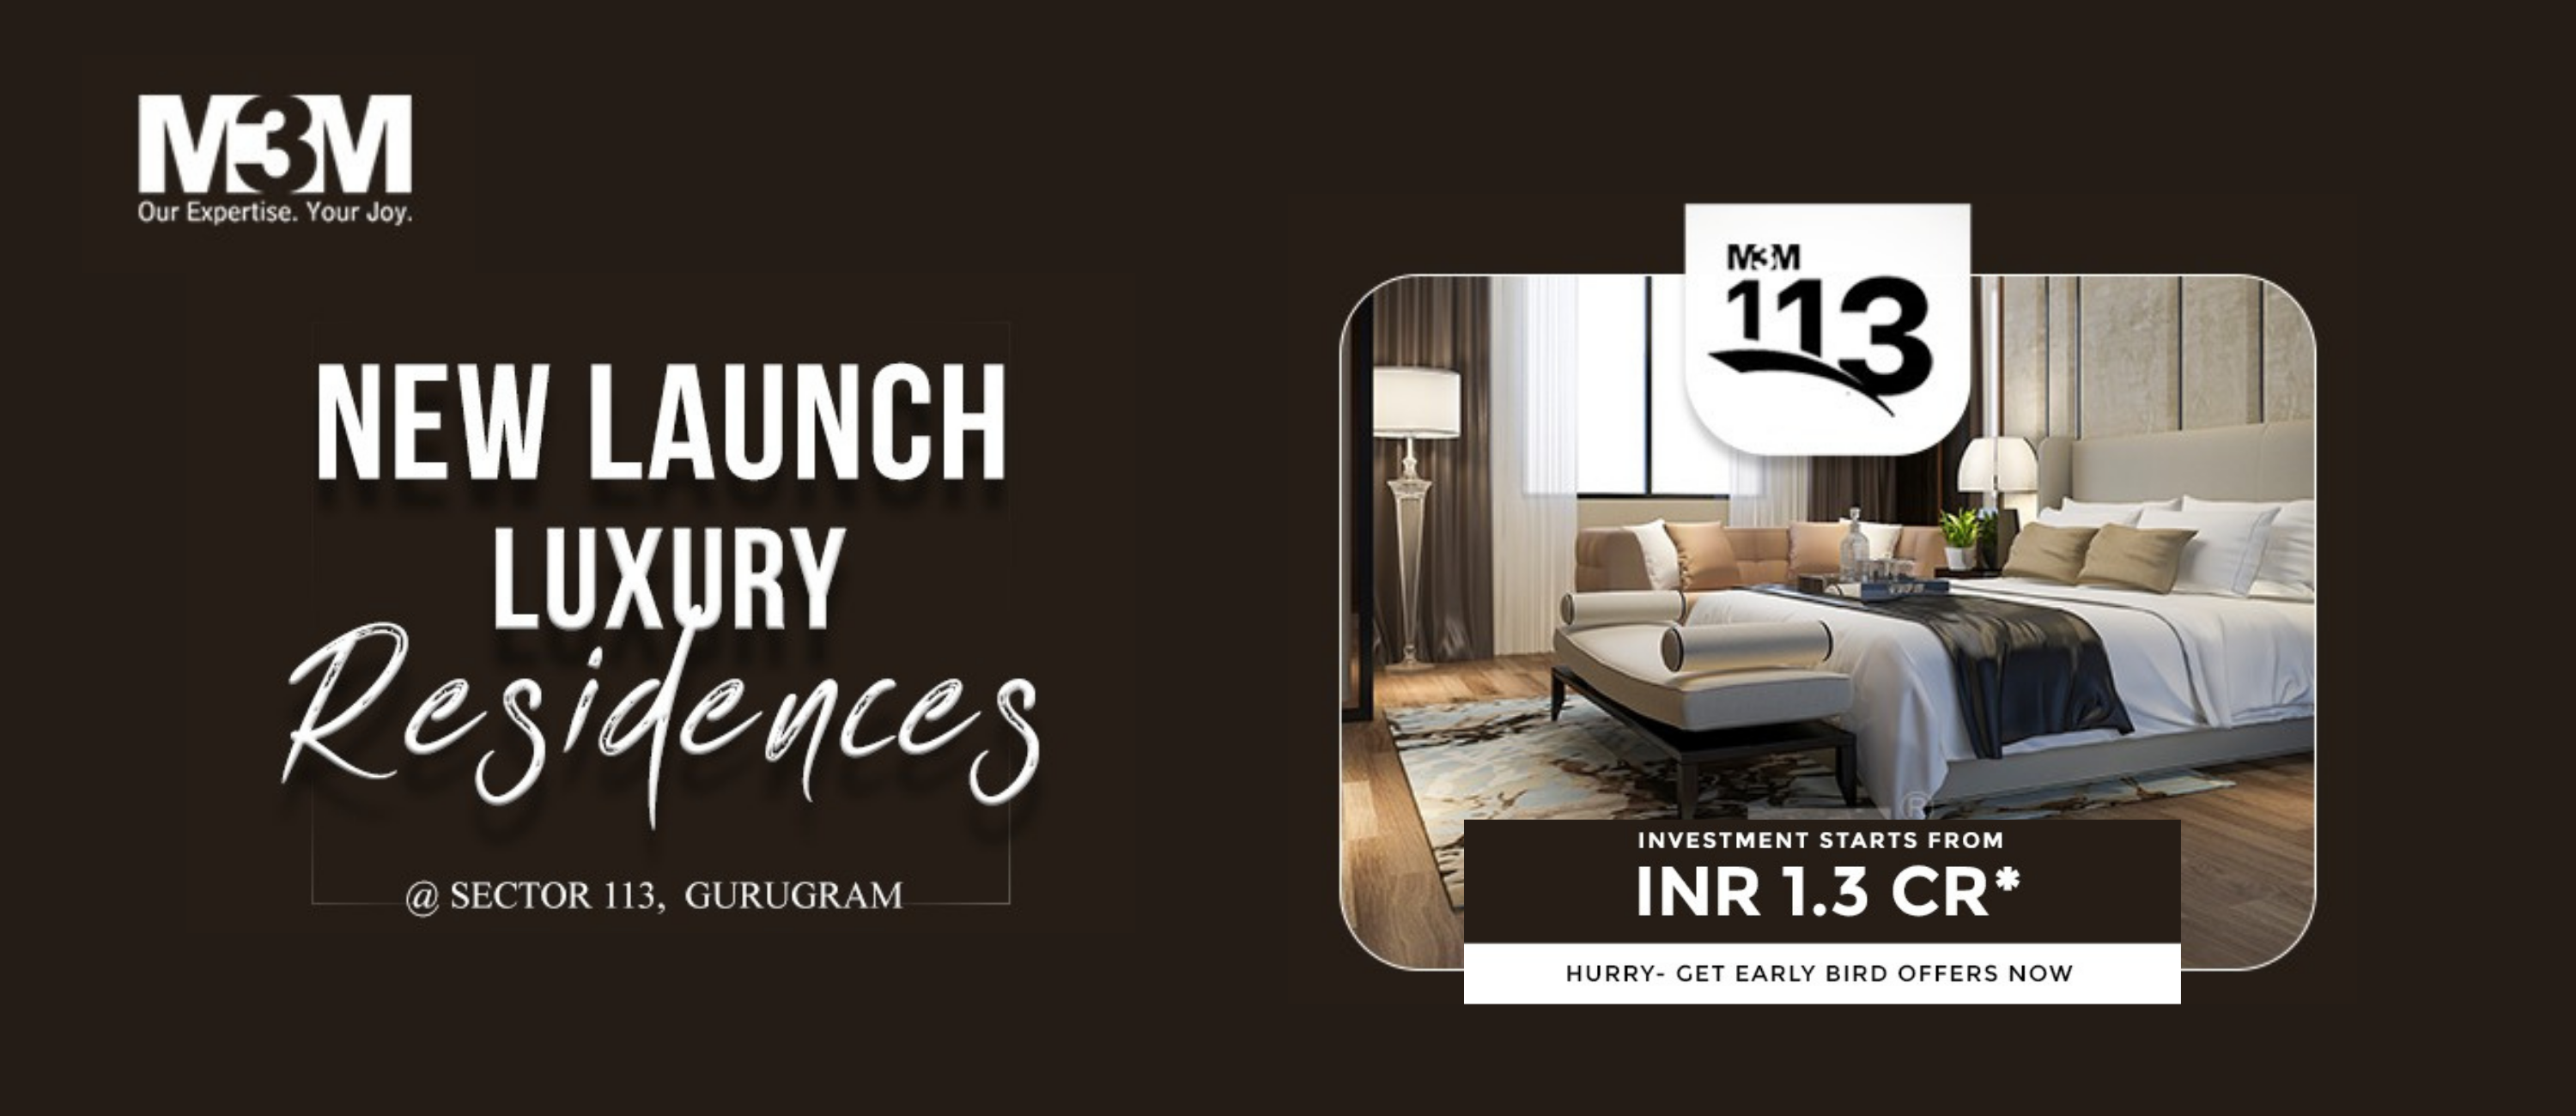 M3M
Our Expertise. Your Joy.
NEW LAUNCH
LUXURY
Residences
@ SECTOR 113, GURUGRAM
M3M
113
®
INVESTMENT STARTS FROM
INR 1.3 CR*
HURRY- GET EARLY BIRD OFFERS NOW